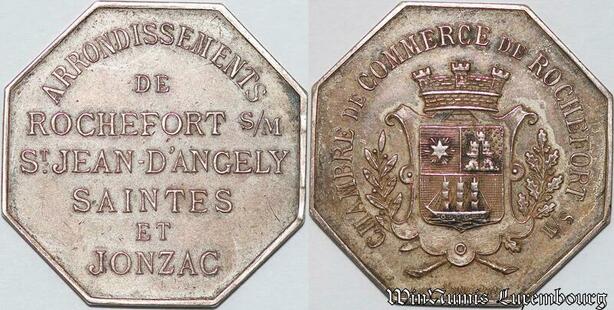 ARRONDISSEMENTS
DE
ROCHEFORT S/M
ST. JEAN-D'ANGELY
SAINTES
ET
JONZAC
CHAMBRE DE COMMERCE DE ROCHEFORT S/M
WinNumis Luxembourg